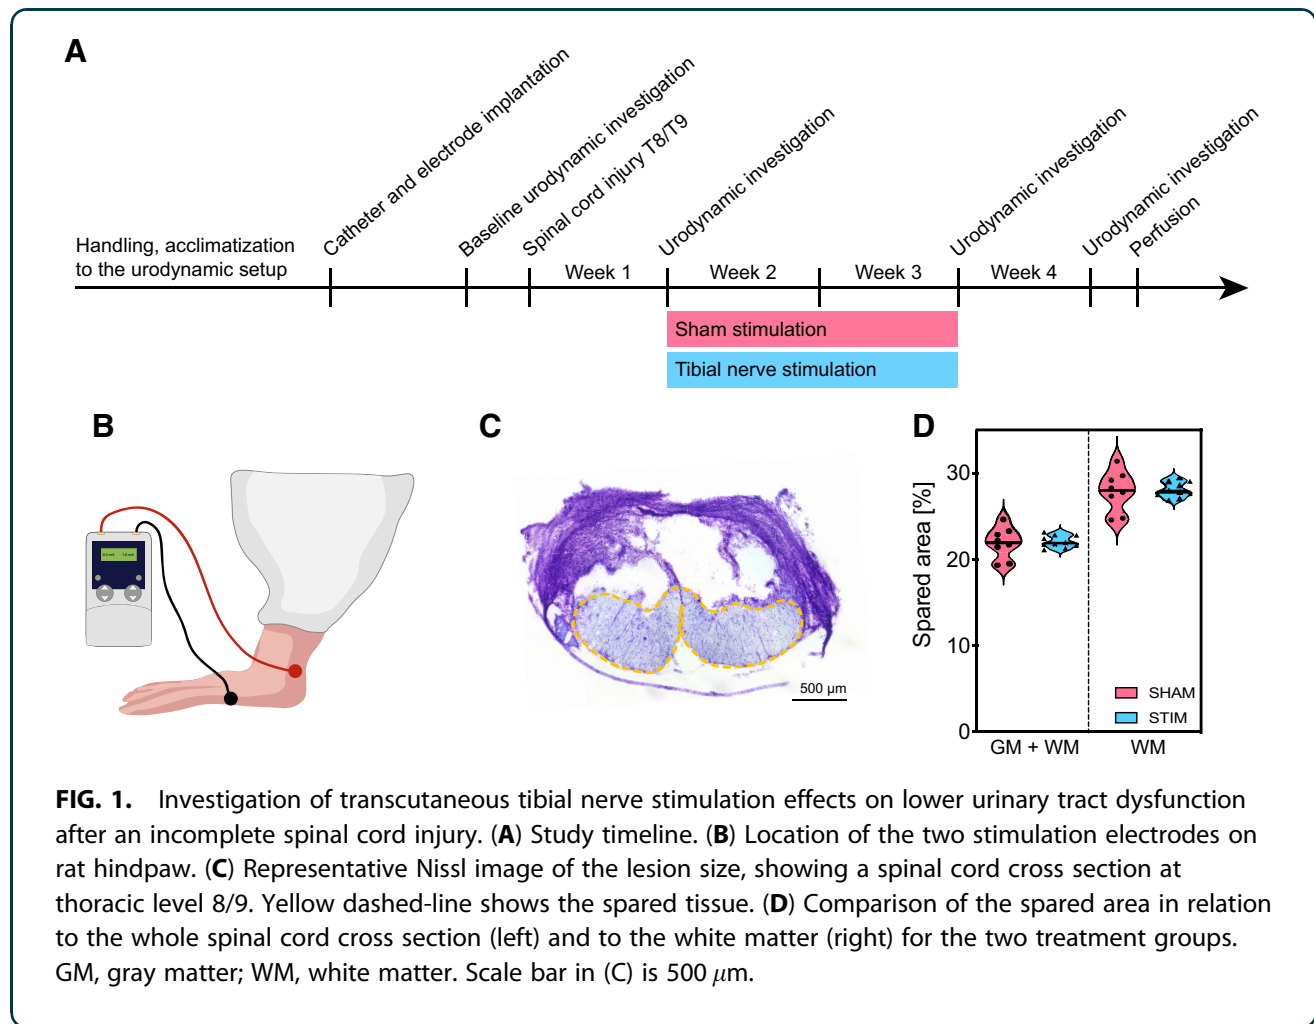 A
Catheter and electrode implantation
Baseline urodynamic investigation
Spinal cord injury T8/T9
Urodynamic investigation
Urodynamic investigation
Urodynamic investigation
Perfusion
Handling, acclimatization
to the urodynamic setup
Week 1
Week 2
Week 3
Week 4
Sham stimulation
Tibial nerve stimulation
B
C
500 µm
D
Spared area [%]
30
20
10
0
SHAM
STIM
GM + WM
WM
FIG. 1. Investigation of transcutaneous tibial nerve stimulation effects on lower urinary tract dysfunction
after an incomplete spinal cord injury. (A) Study timeline. (B) Location of the two stimulation electrodes on
rat hindpaw. (C) Representative Nissl image of the lesion size, showing a spinal cord cross section at
thoracic level 8/9. Yellow dashed-line shows the spared tissue. (D) Comparison of the spared area in relation
to the whole spinal cord cross section (left) and to the white matter (right) for the two treatment groups.
GM, gray matter; WM, white matter. Scale bar in (C) is 500 µm.